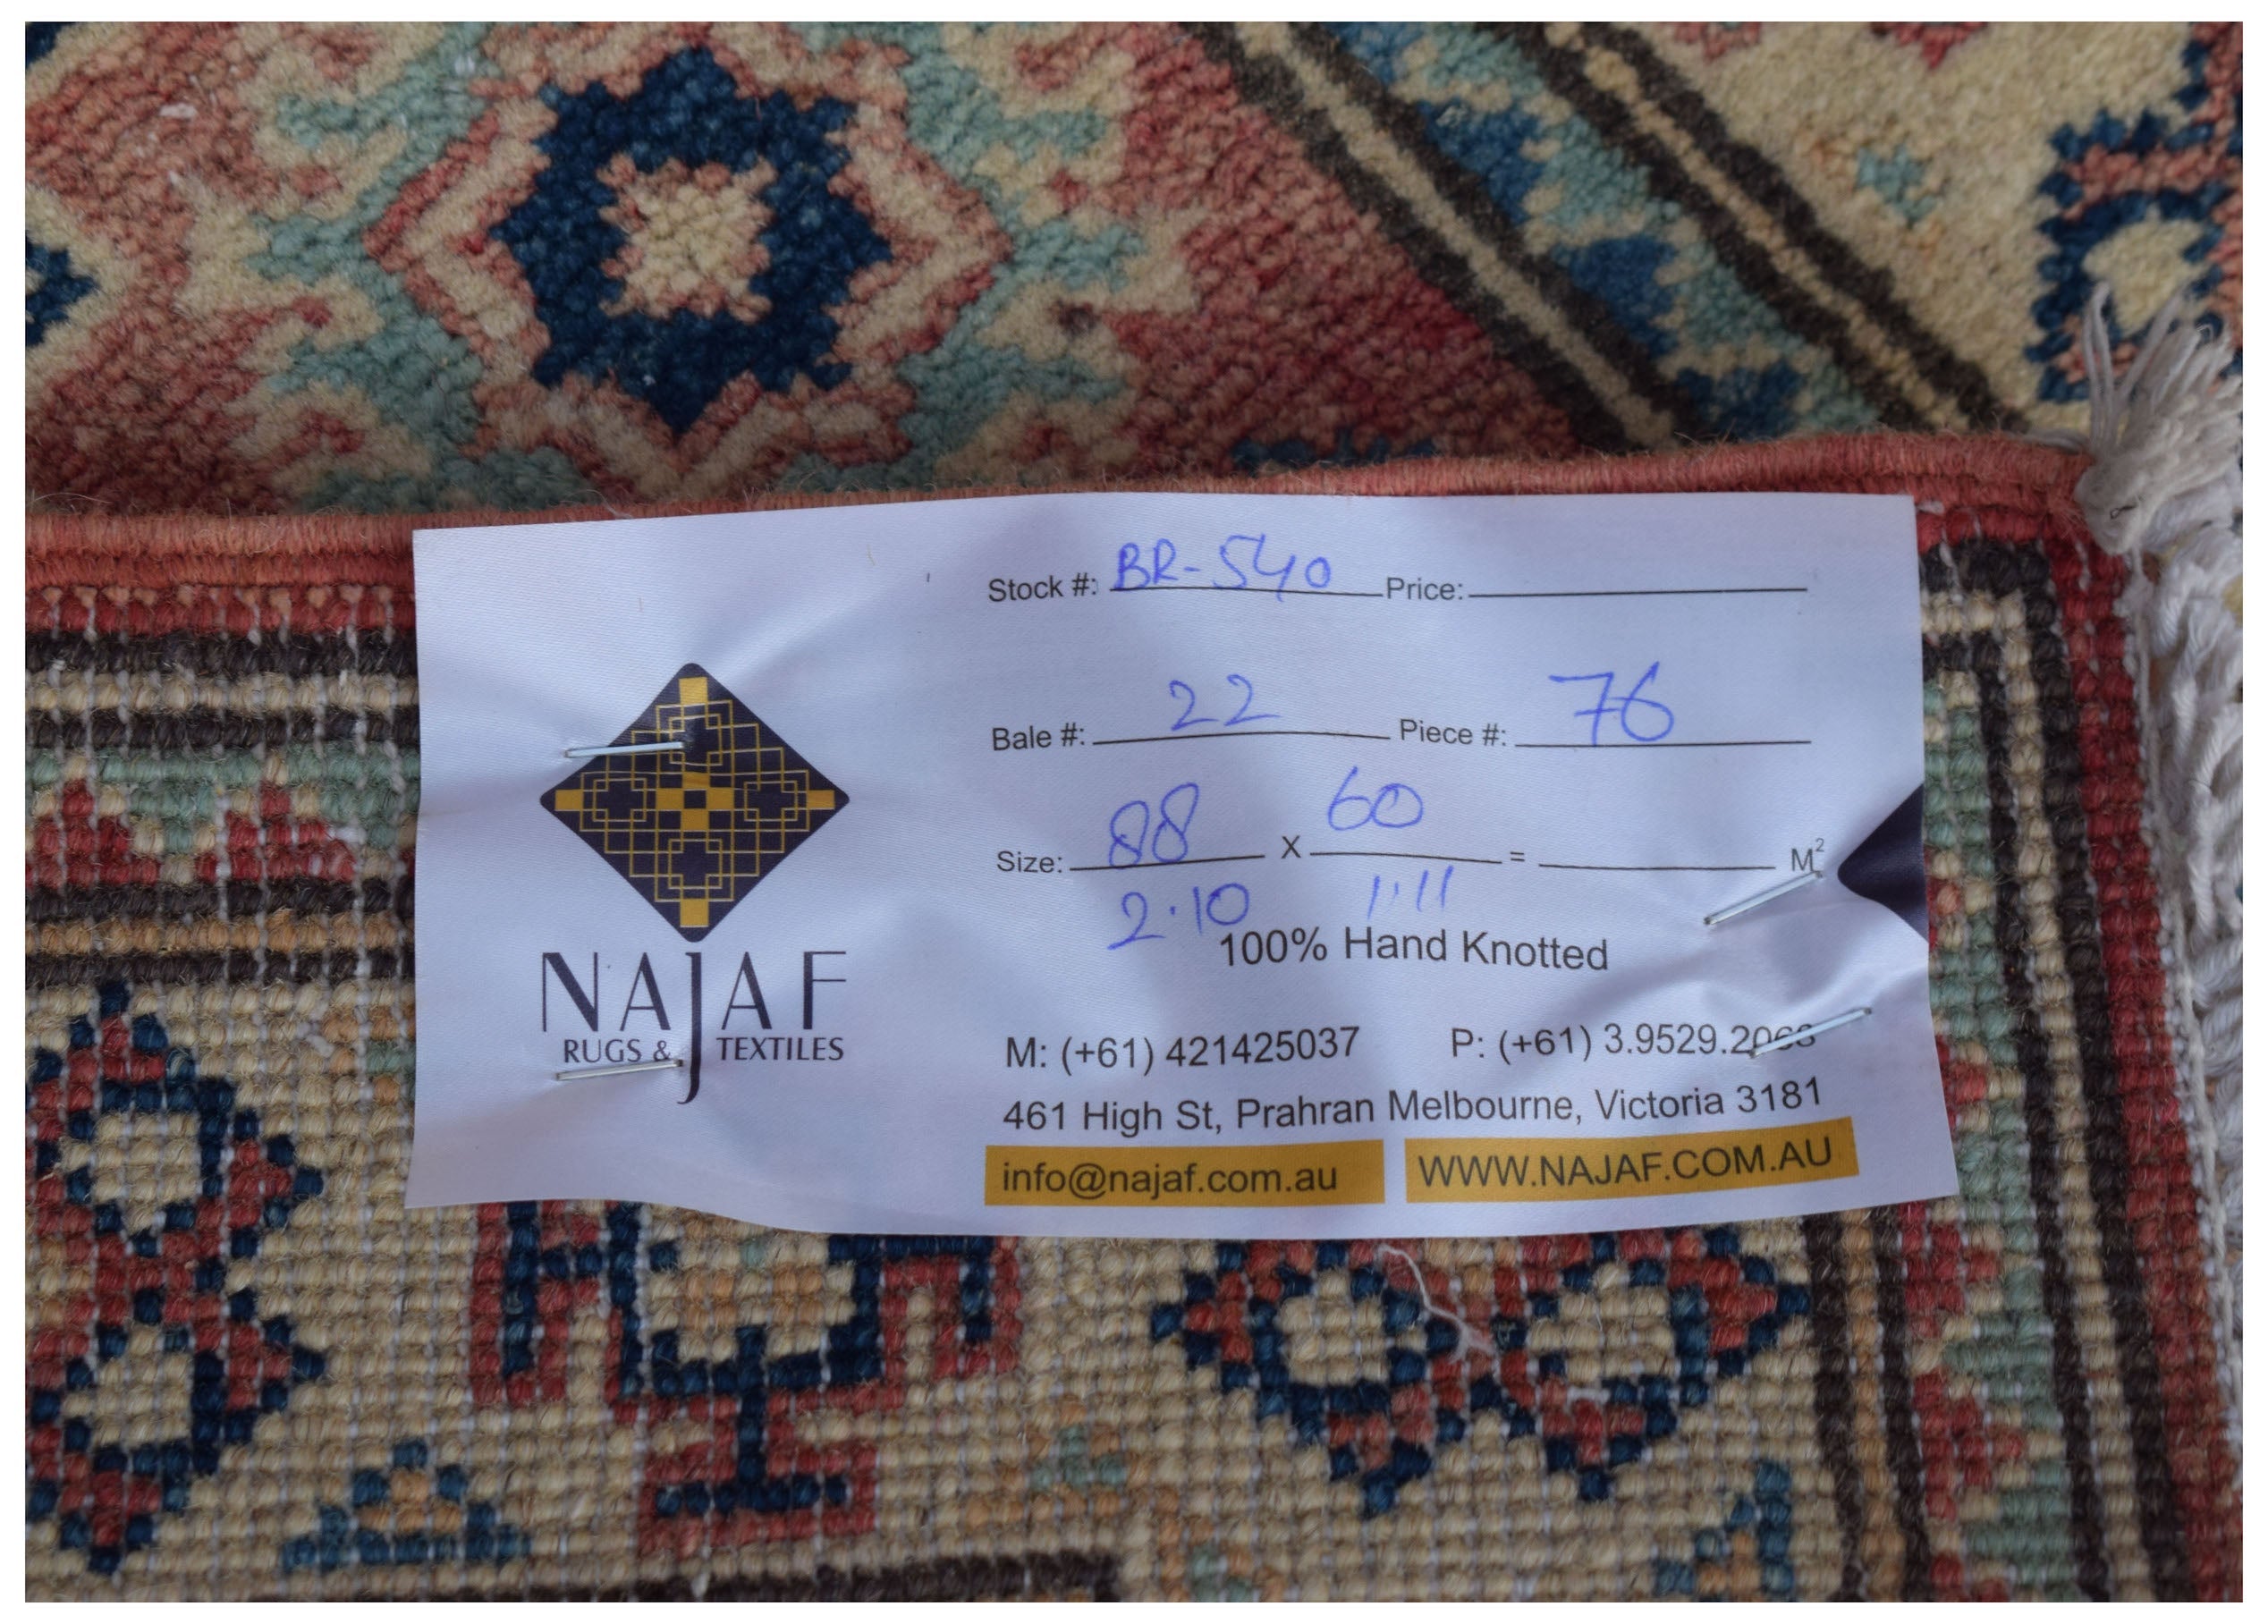 Stock #: BR-540 Price:
Bale #: 22 Piece #: 76
Size: 88 X 60 = M²
2.10 1.11
100% Hand Knotted
NAJAF
RUGS & TEXTILES
M: (+61) 421425037 P: (+61) 3.9529.2068
461 High St, Prahran Melbourne, Victoria 3181
info@najaf.com.au WWW.NAJAF.COM.AU